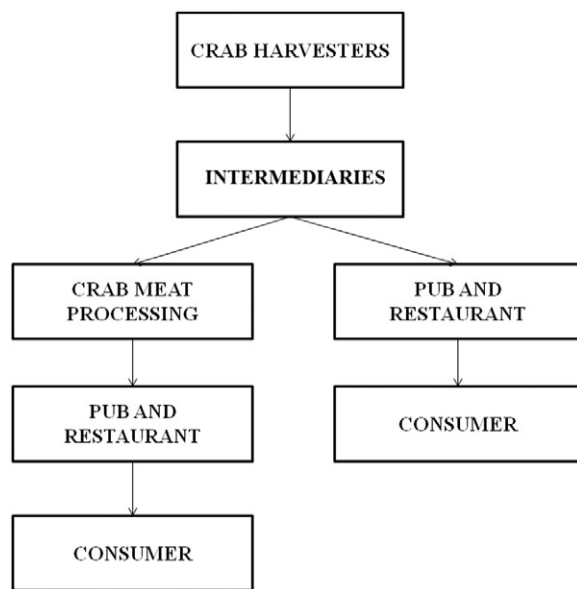 CRAB HARVESTERS
INTERMEDIARIES
CRAB MEAT
PROCESSING
PUB AND
RESTAURANT
PUB AND
RESTAURANT
CONSUMER
CONSUMER